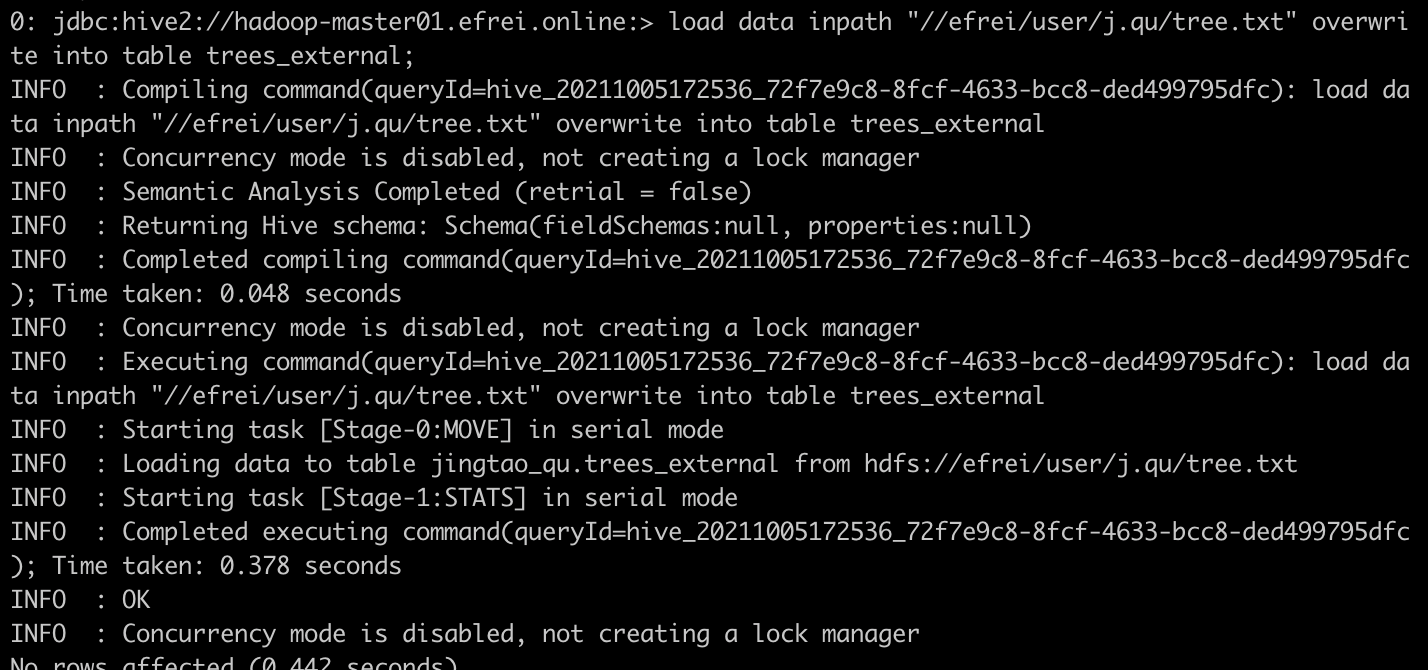 0: jdbc:hive2://hadoop-master01.efrei.online:> load data inpath "//efrei/user/j.qu/tree.txt" overwri
te into table trees_external;
INFO  : Compiling command(queryId=hive_20211005172536_72f7e9c8-8fcf-4633-bcc8-ded499795dfc): load da
ta inpath "//efrei/user/j.qu/tree.txt" overwrite into table trees_external
INFO  : Concurrency mode is disabled, not creating a lock manager
INFO  : Semantic Analysis Completed (retrial = false)
INFO  : Returning Hive schema: Schema(fieldSchemas:null, properties:null)
INFO  : Completed compiling command(queryId=hive_20211005172536_72f7e9c8-8fcf-4633-bcc8-ded499795dfc
); Time taken: 0.048 seconds
INFO  : Concurrency mode is disabled, not creating a lock manager
INFO  : Executing command(queryId=hive_20211005172536_72f7e9c8-8fcf-4633-bcc8-ded499795dfc): load da
ta inpath "//efrei/user/j.qu/tree.txt" overwrite into table trees_external
INFO  : Starting task [Stage-0:MOVE] in serial mode
INFO  : Loading data to table jingtao_qu.trees_external from hdfs://efrei/user/j.qu/tree.txt
INFO  : Starting task [Stage-1:STATS] in serial mode
INFO  : Completed executing command(queryId=hive_20211005172536_72f7e9c8-8fcf-4633-bcc8-ded499795dfc
); Time taken: 0.378 seconds
INFO  : OK
INFO  : Concurrency mode is disabled, not creating a lock manager
No rows affected (0.442 seconds)